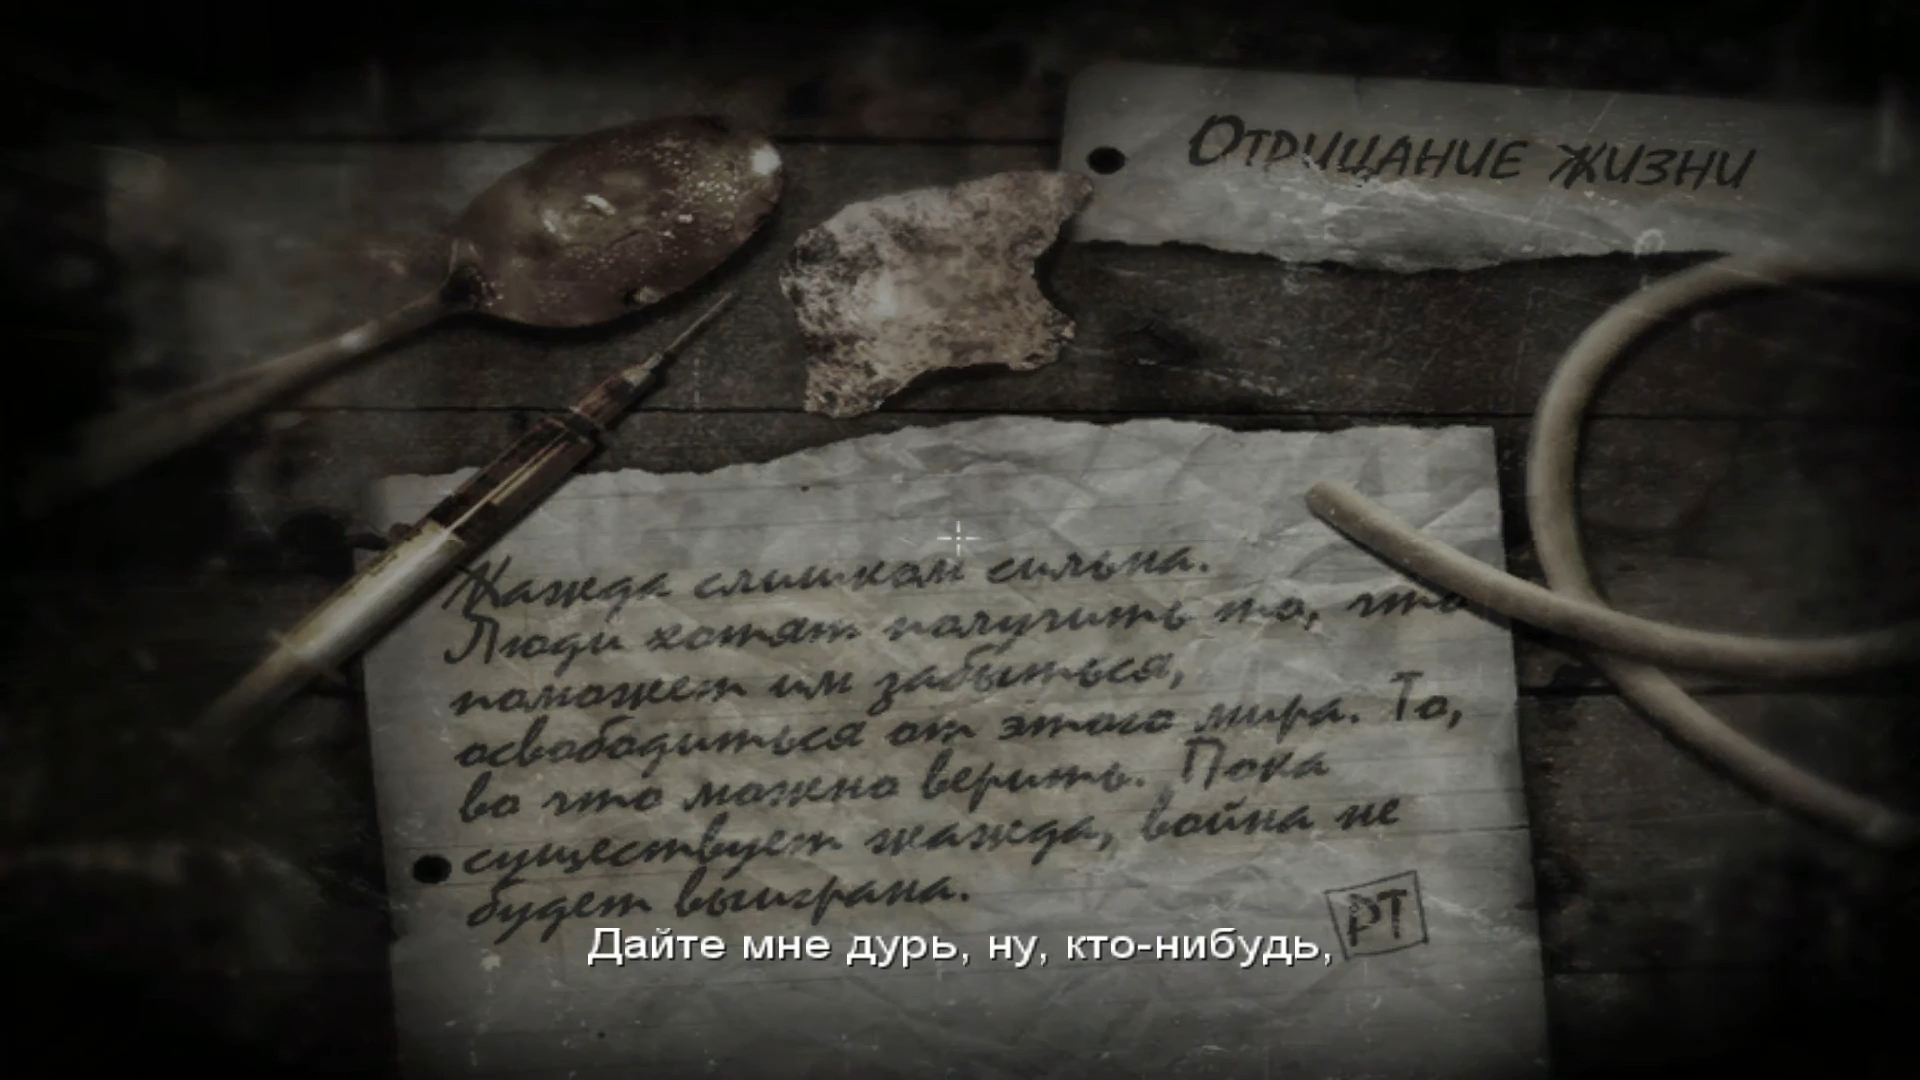 Отрицание жизни
Жажда слишком сильна.
Люди хотят получить то, что
поможет им забыться,
освободиться от этого мира. То,
во что можно верить. Пока
существует жажда, война не
будет выиграна.
РТ
Дайте мне дурь, ну, кто-нибудь,